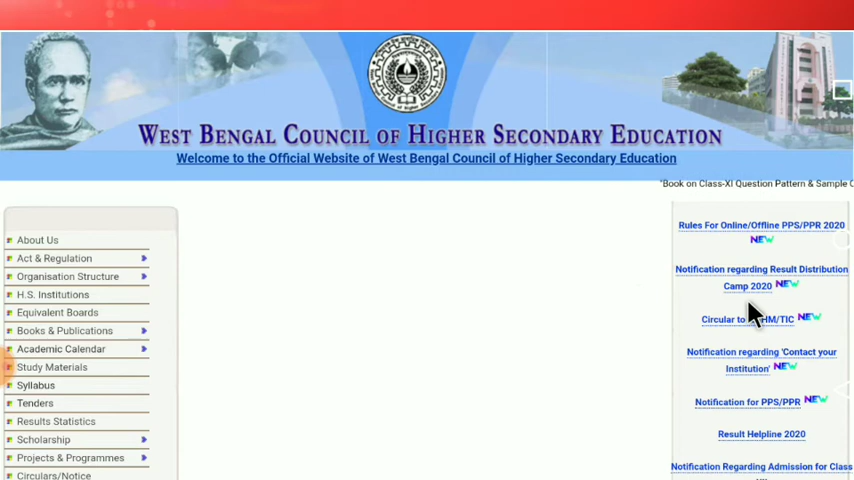 WEST BENGAL COUNCIL OF HIGHER SECONDARY EDUCATION
Welcome to the Official Website of West Bengal Council of Higher Secondary Education
"Book on Class-XI Question Pattern & Sample
About Us
Act & Regulation
Organisation Structure
H.S. Institutions
Equivalent Boards
Books & Publications
Academic Calendar
Study Materials
Syllabus
Tenders
Results Statistics
Scholarship
Projects & Programmes
Circulars/Notice
Rules For Online/Offline PPS/PPR 2020
NEW
Notification regarding Result Distribution
Camp 2020 NEW
Circular to HM/TIC NEW
Notification regarding 'Contact your
Institution' NEW
Notification for PPS/PPR NEW
Result Helpline 2020
Notification Regarding Admission for Class